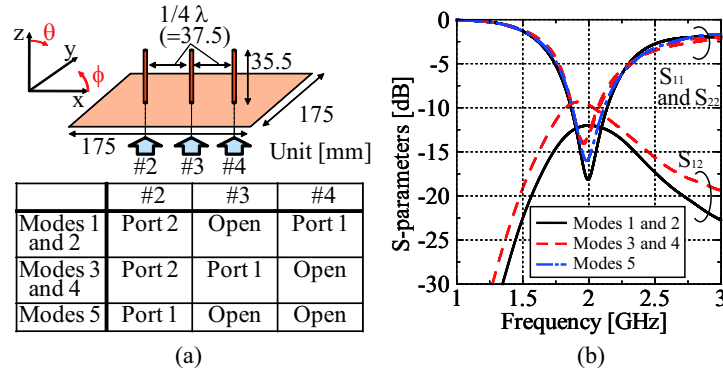 z θ
y
ϕ
x
1/4 λ
(=37.5)
35.5
175
175
Unit [mm]
#2 #3 #4
#2 #3 #4
Modes 1 and 2 Port 2 Open Port 1
Modes 3 and 4 Port 2 Port 1 Open
Modes 5 Port 1 Open Open
(a)
S-parameters [dB]
0
-5
-10
-15
-20
-25
-30
S11
and S22
S12
Modes 1 and 2
Modes 3 and 4
Modes 5
1 1.5 2 2.5 3
Frequency [GHz]
(b)